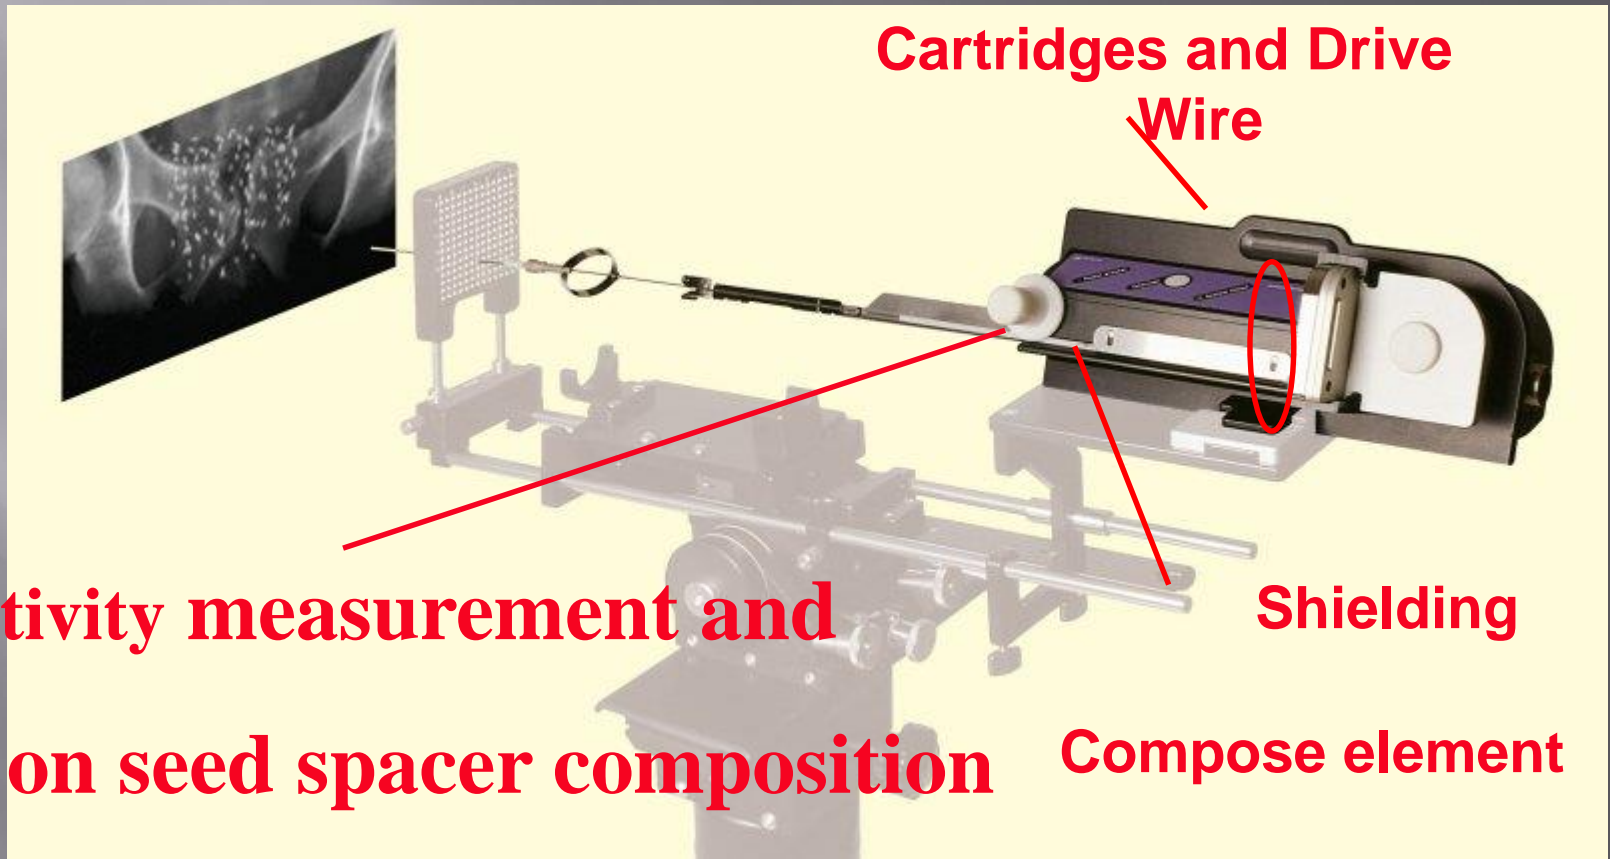 Cartridges and Drive
Wire
tivity measurement and
Shielding
on seed spacer composition
Compose element